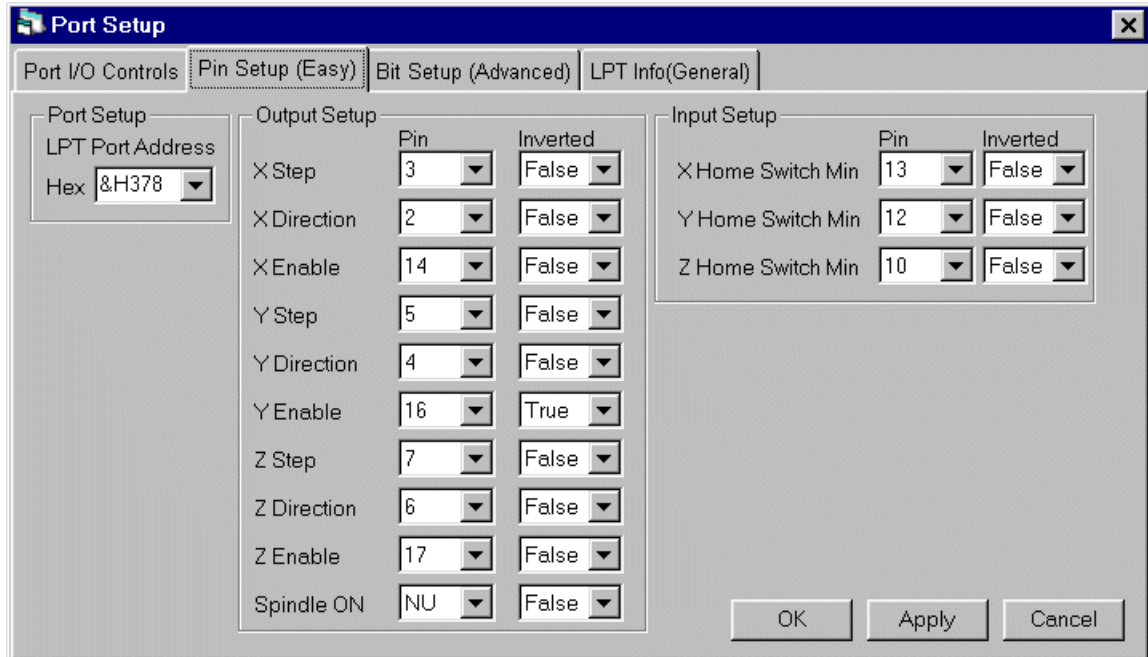 Port Setup
Port I/O Controls
Pin Setup (Easy)
Bit Setup (Advanced)
LPT Info(General)
Port Setup
LPT Port Address
Hex &H378
Output Setup
Pin Inverted
X Step 3 False
X Direction 2 False
X Enable 14 False
Y Step 5 False
Y Direction 4 False
Y Enable 16 True
Z Step 7 False
Z Direction 6 False
Z Enable 17 False
Spindle ON NU False
Input Setup
Pin Inverted
X Home Switch Min 13 False
Y Home Switch Min 12 False
Z Home Switch Min 10 False
OK
Apply
Cancel